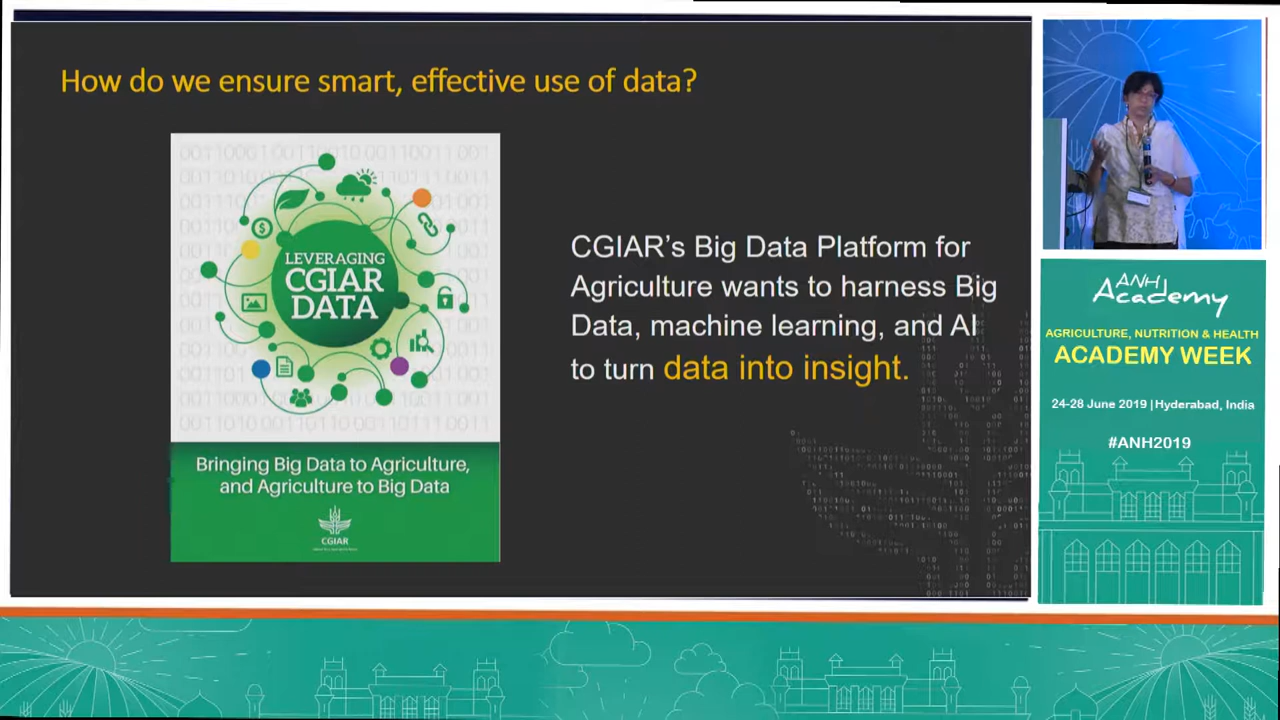 How do we ensure smart, effective use of data?
LEVERAGING
CGIAR
DATA
Bringing Big Data to Agriculture,
and Agriculture to Big Data
CGIAR
CGIAR's Big Data Platform for
Agriculture wants to harness Big
Data, machine learning, and AI
to turn data into insight.
ANH
Academy
AGRICULTURE, NUTRITION & HEALTH
ACADEMY WEEK
24-28 June 2019 | Hyderabad, India
#ANH2019